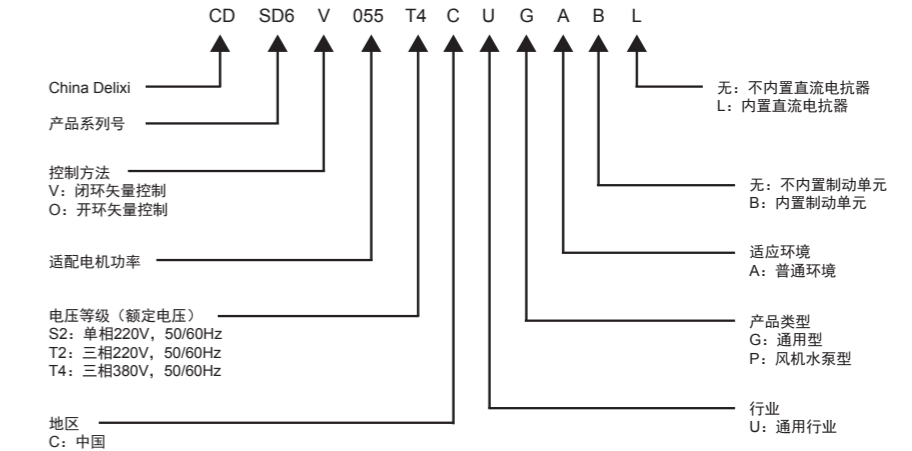 CD SD6 V 055 T4 C U G A B L
China Delixi
产品系列号
控制方法
V：闭环矢量控制
O：开环矢量控制
适配电机功率
电压等级（额定电压）
S2：单相220V，50/60Hz
T2：三相220V，50/60Hz
T4：三相380V，50/60Hz
地区
C：中国
无：不内置直流电抗器
L：内置直流电抗器
无：不内置制动单元
B：内置制动单元
适应环境
A：普通环境
产品类型
G：通用型
P：风机水泵型
行业
U：通用行业